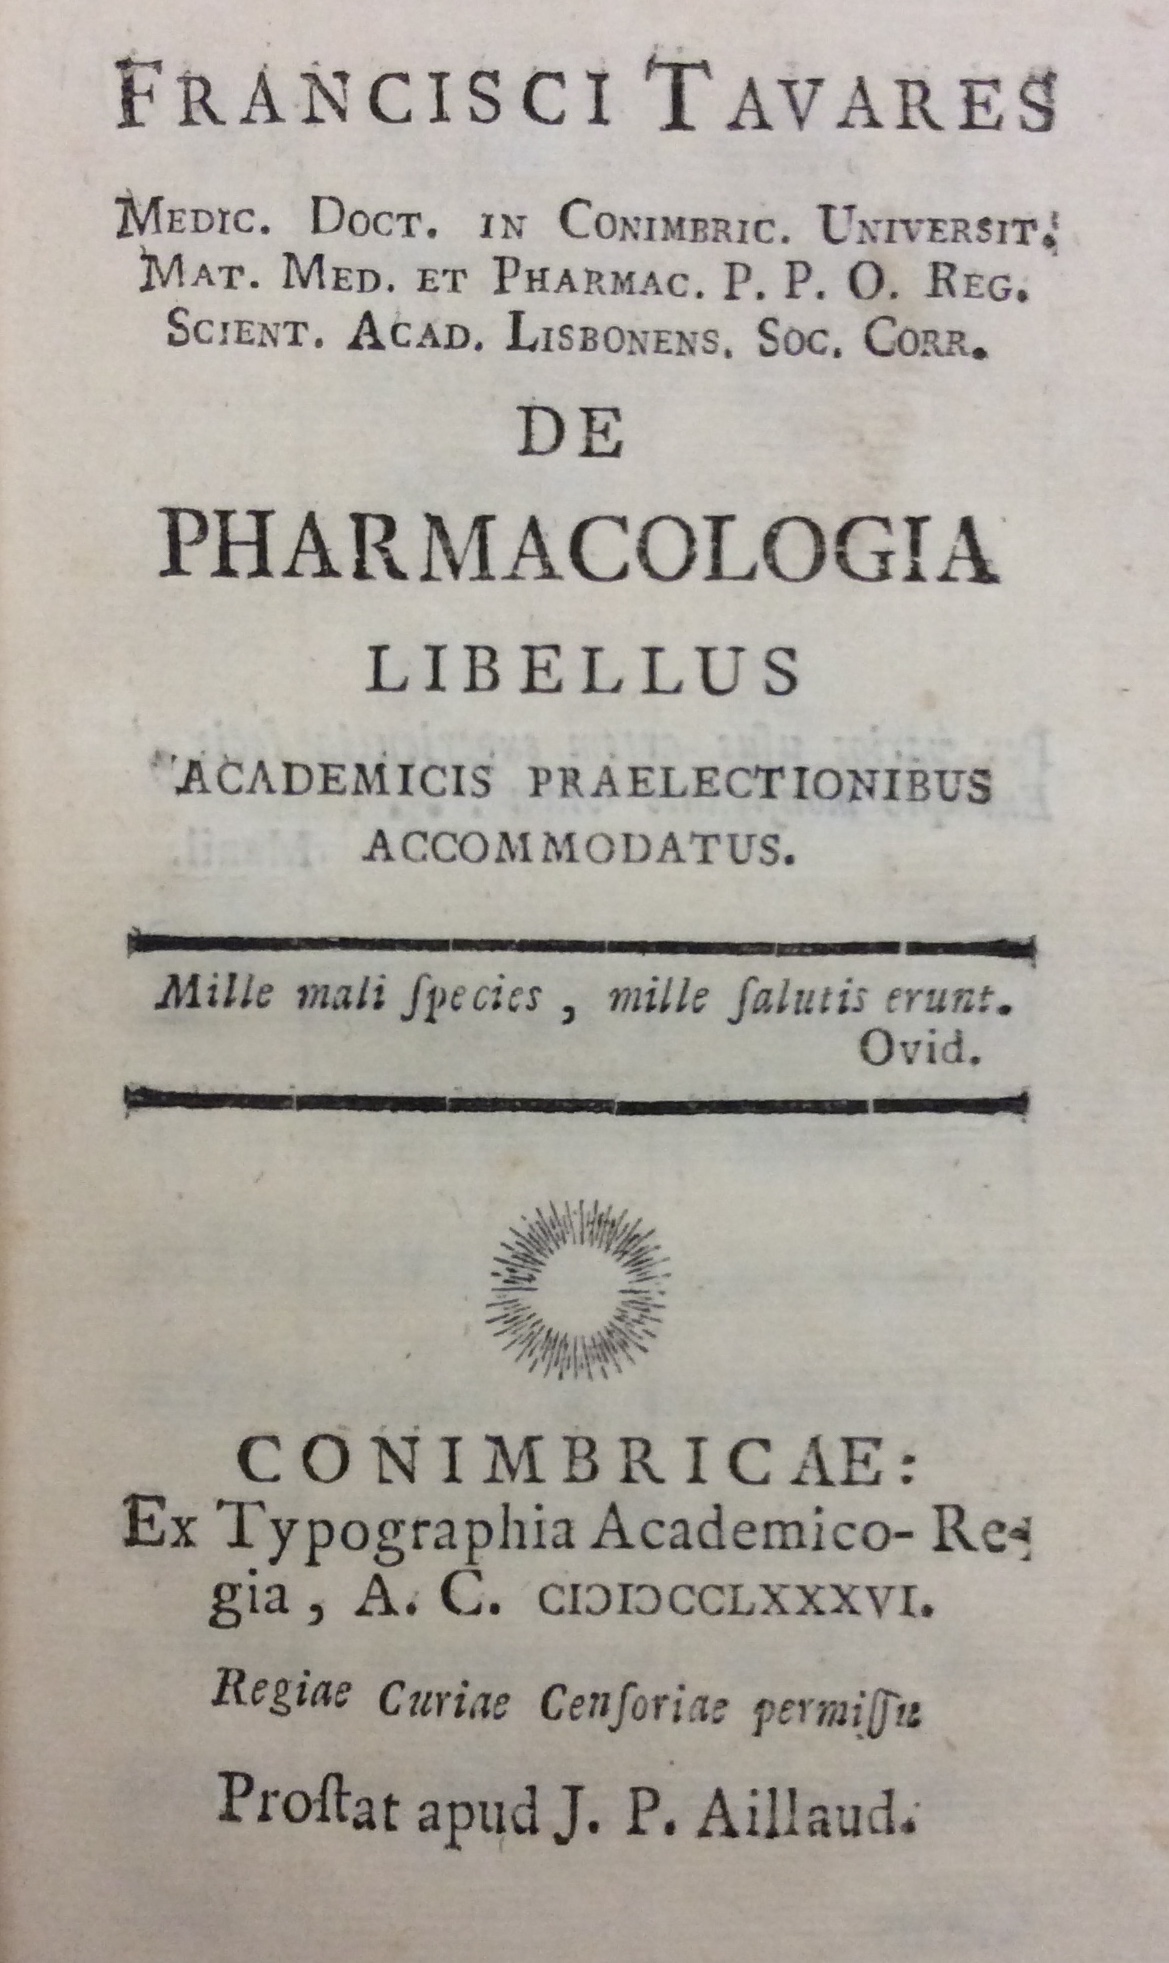 FRANCISCI TAVARES
MEDIC. DOCT. IN CONIMBRIC. UNIVERSIT.
MAT. MED. ET PHARMAC. P. P. O. REG.
SCIENT. ACAD. LISBONENS. SOC. CORR.
DE
PHARMACOLOGIA
LIBELLUS
ACADEMICIS PRAELECTIONIBUS
ACCOMMODATUS.
Mille mali ſpecies , mille ſalutis erunt.
Ovid.
CONIMBRICAE:
Ex Typographia Academico- Re-
gia , A. C. CIↃIↃCCLXXXVI.
Regiae Curiae Cenſoriae permiſſu
Proſtat apud J. P. Aillaud.